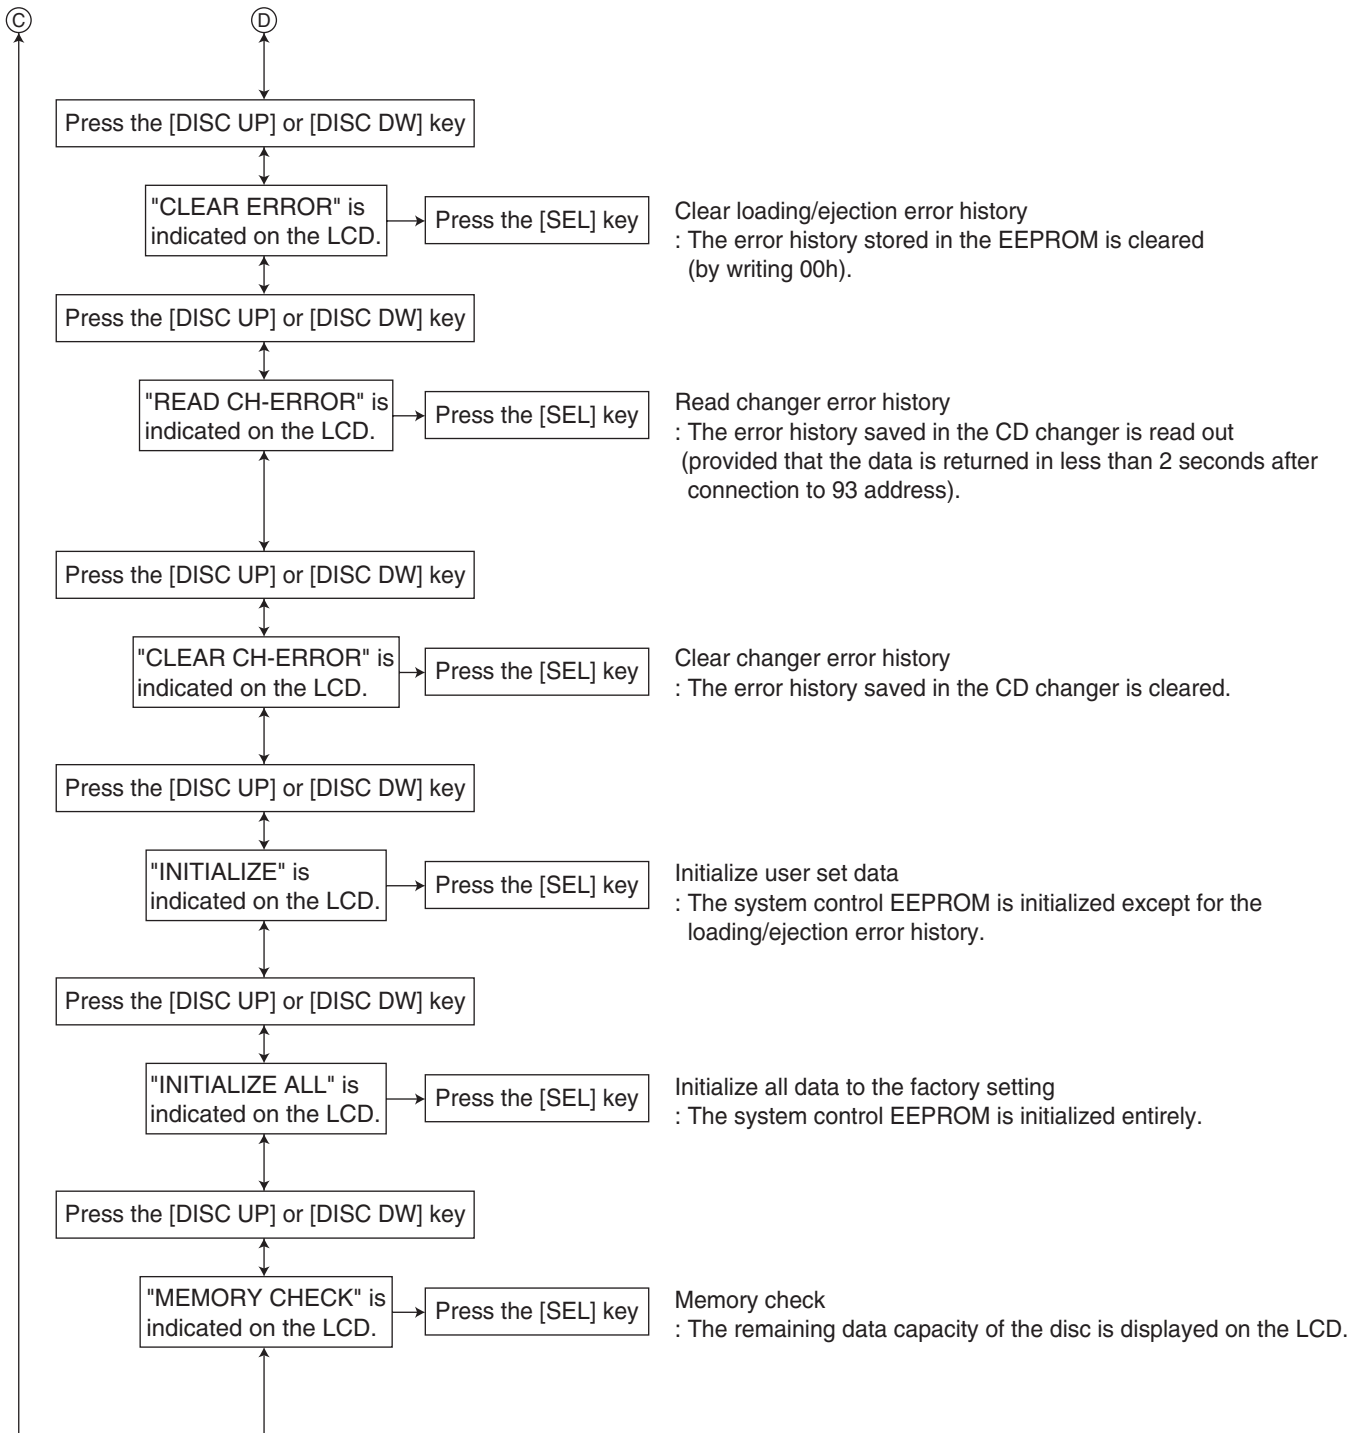 C
D
Press the [DISC UP] or [DISC DW] key
"CLEAR ERROR" is
indicated on the LCD.
Press the [SEL] key
Clear loading/ejection error history
: The error history stored in the EEPROM is cleared
(by writing 00h).
Press the [DISC UP] or [DISC DW] key
"READ CH-ERROR" is
indicated on the LCD.
Press the [SEL] key
Read changer error history
: The error history saved in the CD changer is read out
(provided that the data is returned in less than 2 seconds after
connection to 93 address).
Press the [DISC UP] or [DISC DW] key
"CLEAR CH-ERROR" is
indicated on the LCD.
Press the [SEL] key
Clear changer error history
: The error history saved in the CD changer is cleared.
Press the [DISC UP] or [DISC DW] key
"INITIALIZE" is
indicated on the LCD.
Press the [SEL] key
Initialize user set data
: The system control EEPROM is initialized except for the
loading/ejection error history.
Press the [DISC UP] or [DISC DW] key
"INITIALIZE ALL" is
indicated on the LCD.
Press the [SEL] key
Initialize all data to the factory setting
: The system control EEPROM is initialized entirely.
Press the [DISC UP] or [DISC DW] key
"MEMORY CHECK" is
indicated on the LCD.
Press the [SEL] key
Memory check
: The remaining data capacity of the disc is displayed on the LCD.